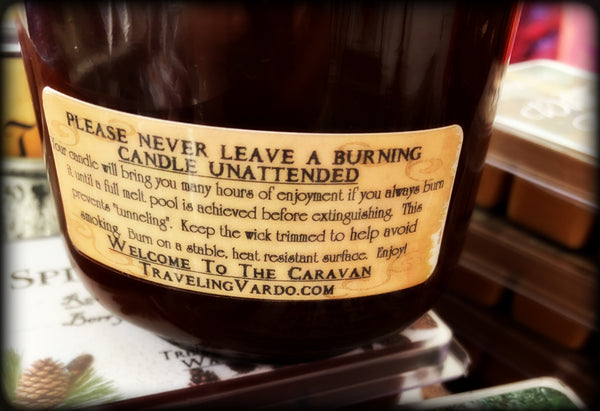 PLEASE NEVER LEAVE A BURNING
CANDLE UNATTENDED
Your candle will bring you many hours of enjoyment if you always burn
it until a full melt pool is achieved before extinguishing. This
prevents "tunneling". Keep the wick trimmed to help avoid
smoking. Burn on a stable, heat resistant surface. Enjoy!
WELCOME TO THE CARAVAN
TRAVELINGVARDO.COM